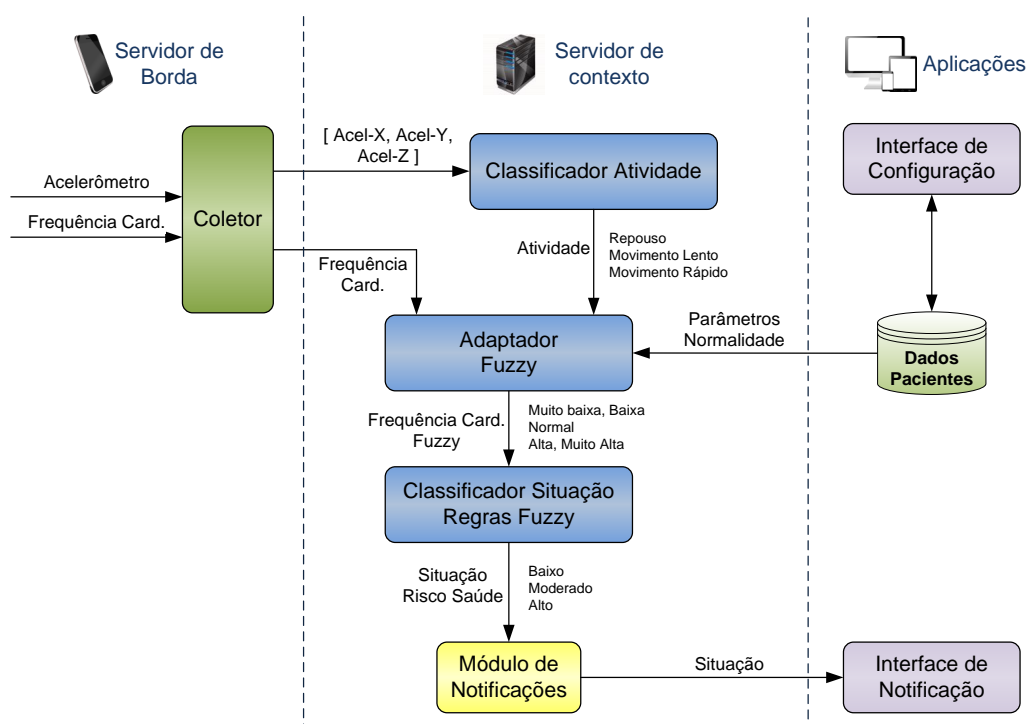 Servidor de
Borda
Servidor de
contexto
Aplicações
[ Acel-X, Acel-Y,
Acel-Z ]
Acelerômetro
Frequência Card.
Coletor
Classificador Atividade
Interface de
Configuração
Atividade
Repouso
Movimento Lento
Movimento Rápido
Frequência
Card.
Adaptador
Fuzzy
Parâmetros
Normalidade
Dados
Pacientes
Frequência Card.
Fuzzy
Muito baixa, Baixa
Normal
Alta, Muito Alta
Classificador Situação
Regras Fuzzy
Situação
Risco Saúde
Baixo
Moderado
Alto
Módulo de
Notificações
Situação
Interface de
Notificação